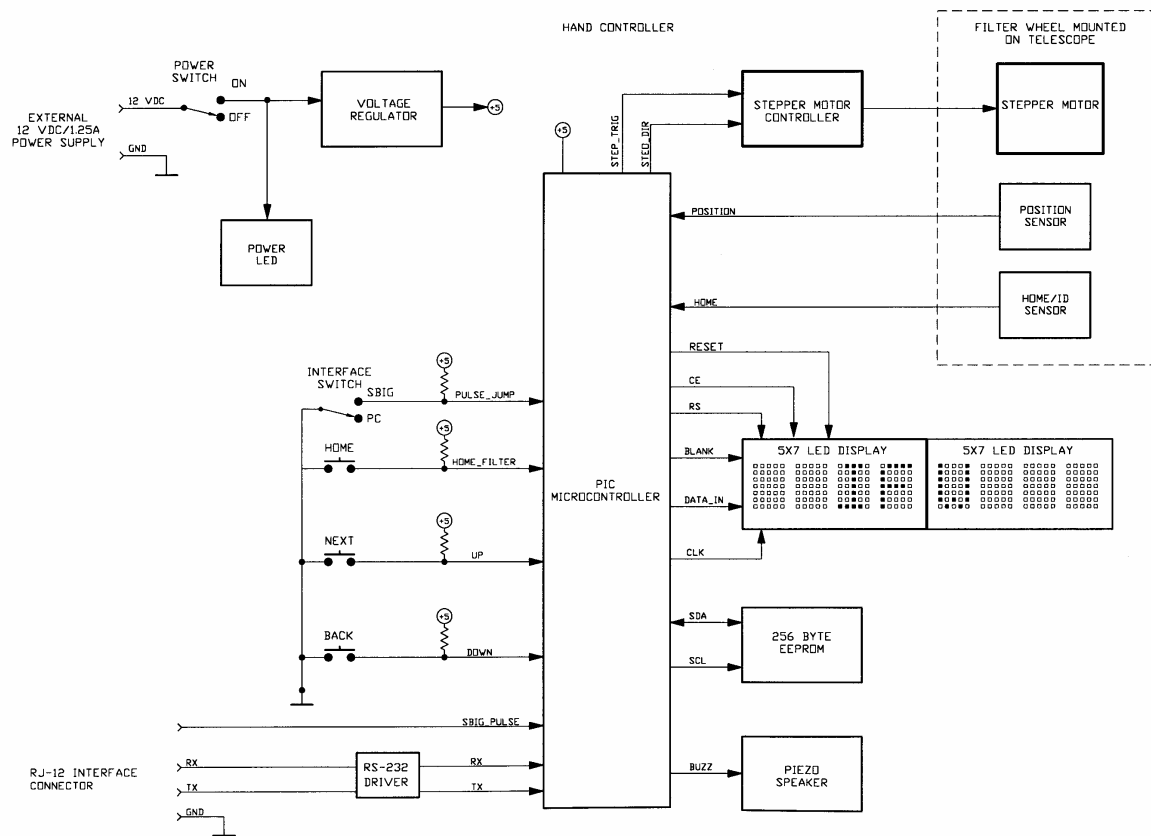 HAND CONTROLLER
FILTER WHEEL MOUNTED
ON TELESCOPE
POWER
SWITCH
ON
OFF
12 VDC
EXTERNAL
12 VDC/1.25A
POWER SUPPLY
GND
VOLTAGE
REGULATOR
+5
POWER
LED
+5
STEP_TRIG
STED_DIR
STEPPER MOTOR
CONTROLLER
STEPPER MOTOR
POSITION
POSITION
SENSOR
HOME
HOME/ID
SENSOR
RESET
CE
RS
BLANK
DATA_IN
CLK
5X7 LED DISPLAY
5X7 LED DISPLAY
INTERFACE
SWITCH
SBIG
PC
+5
PULSE_JUMP
HOME
+5
HOME_FILTER
NEXT
+5
UP
BACK
+5
DOWN
PIC
MICROCONTROLLER
SDA
SCL
256 BYTE
EEPROM
SBIG_PULSE
RJ-12 INTERFACE
CONNECTOR
RX
TX
GND
RS-232
DRIVER
RX
TX
BUZZ
PIEZO
SPEAKER